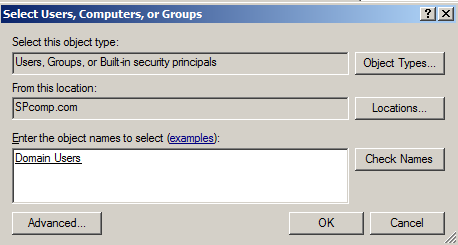 Select Users, Computers, or Groups
Select this object type:
Users, Groups, or Built-in security principals
Object Types...
From this location:
SPcomp.com
Locations...
Enter the object names to select (examples):
Domain Users
Check Names
Advanced...
OK
Cancel